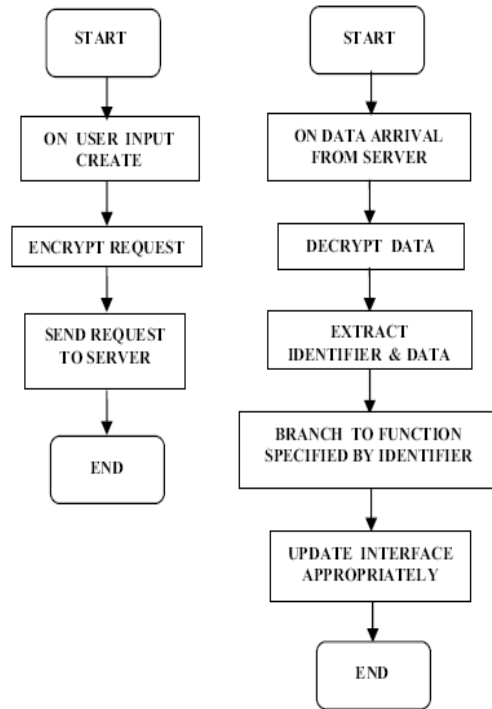 START
ON USER INPUT
CREATE
ENCRYPT REQUEST
SEND REQUEST
TO SERVER
END
START
ON DATA ARRIVAL
FROM SERVER
DECRYPT DATA
EXTRACT
IDENTIFIER & DATA
BRANCH TO FUNCTION
SPECIFIED BY IDENTIFIER
UPDATE INTERFACE
APPROPRIATELY
END